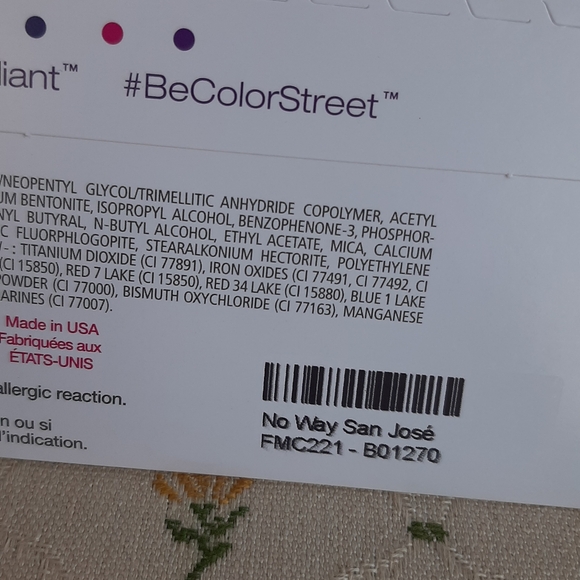 liant™ #BeColorStreet™
/NEOPENTYL GLYCOL/TRIMELLITIC ANHYDRIDE COPOLYMER, ACETYL
UM BENTONITE, ISOPROPYL ALCOHOL, BENZOPHENONE-3, PHOSPHOR-
NYL BUTYRAL, N-BUTYL ALCOHOL, ETHYL ACETATE, MICA, CALCIUM
C FLUORPHLOGOPITE, STEARALKONIUM HECTORITE, POLYETHYLENE
/- : TITANIUM DIOXIDE (CI 77891), IRON OXIDES (CI 77491, CI 77492, CI
(CI 15850), RED 7 LAKE (CI 15850), RED 34 LAKE (CI 15880), BLUE 1 LAKE
POWDER (CI 77000), BISMUTH OXYCHLORIDE (CI 77163), MANGANESE
ARINES (CI 77007).
Made in USA
Fabriquées aux
ÉTATS-UNIS
allergic reaction.
n ou si
l'indication.
No Way San José
FMC221 - B01270